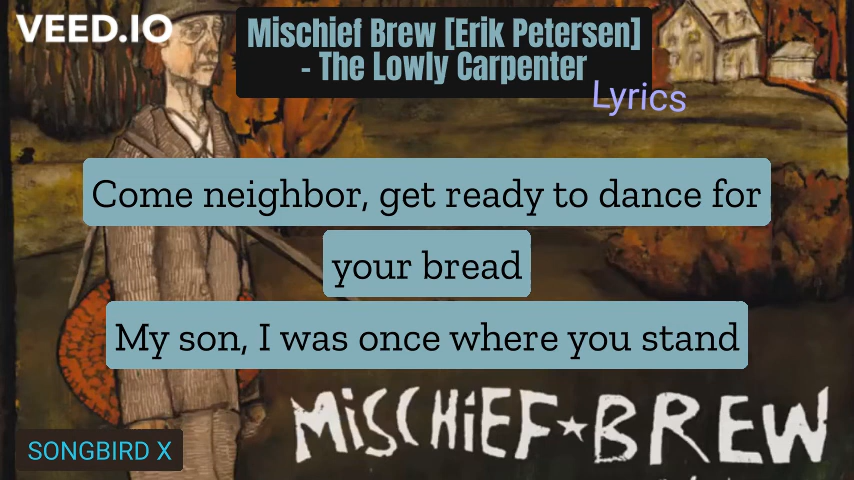 VEED.IO
Mischief Brew [Erik Petersen]
- The Lowly Carpenter
Lyrics
Come neighbor, get ready to dance for
your bread
My son, I was once where you stand
MiSCHiEF★BREW
SONGBIRD X